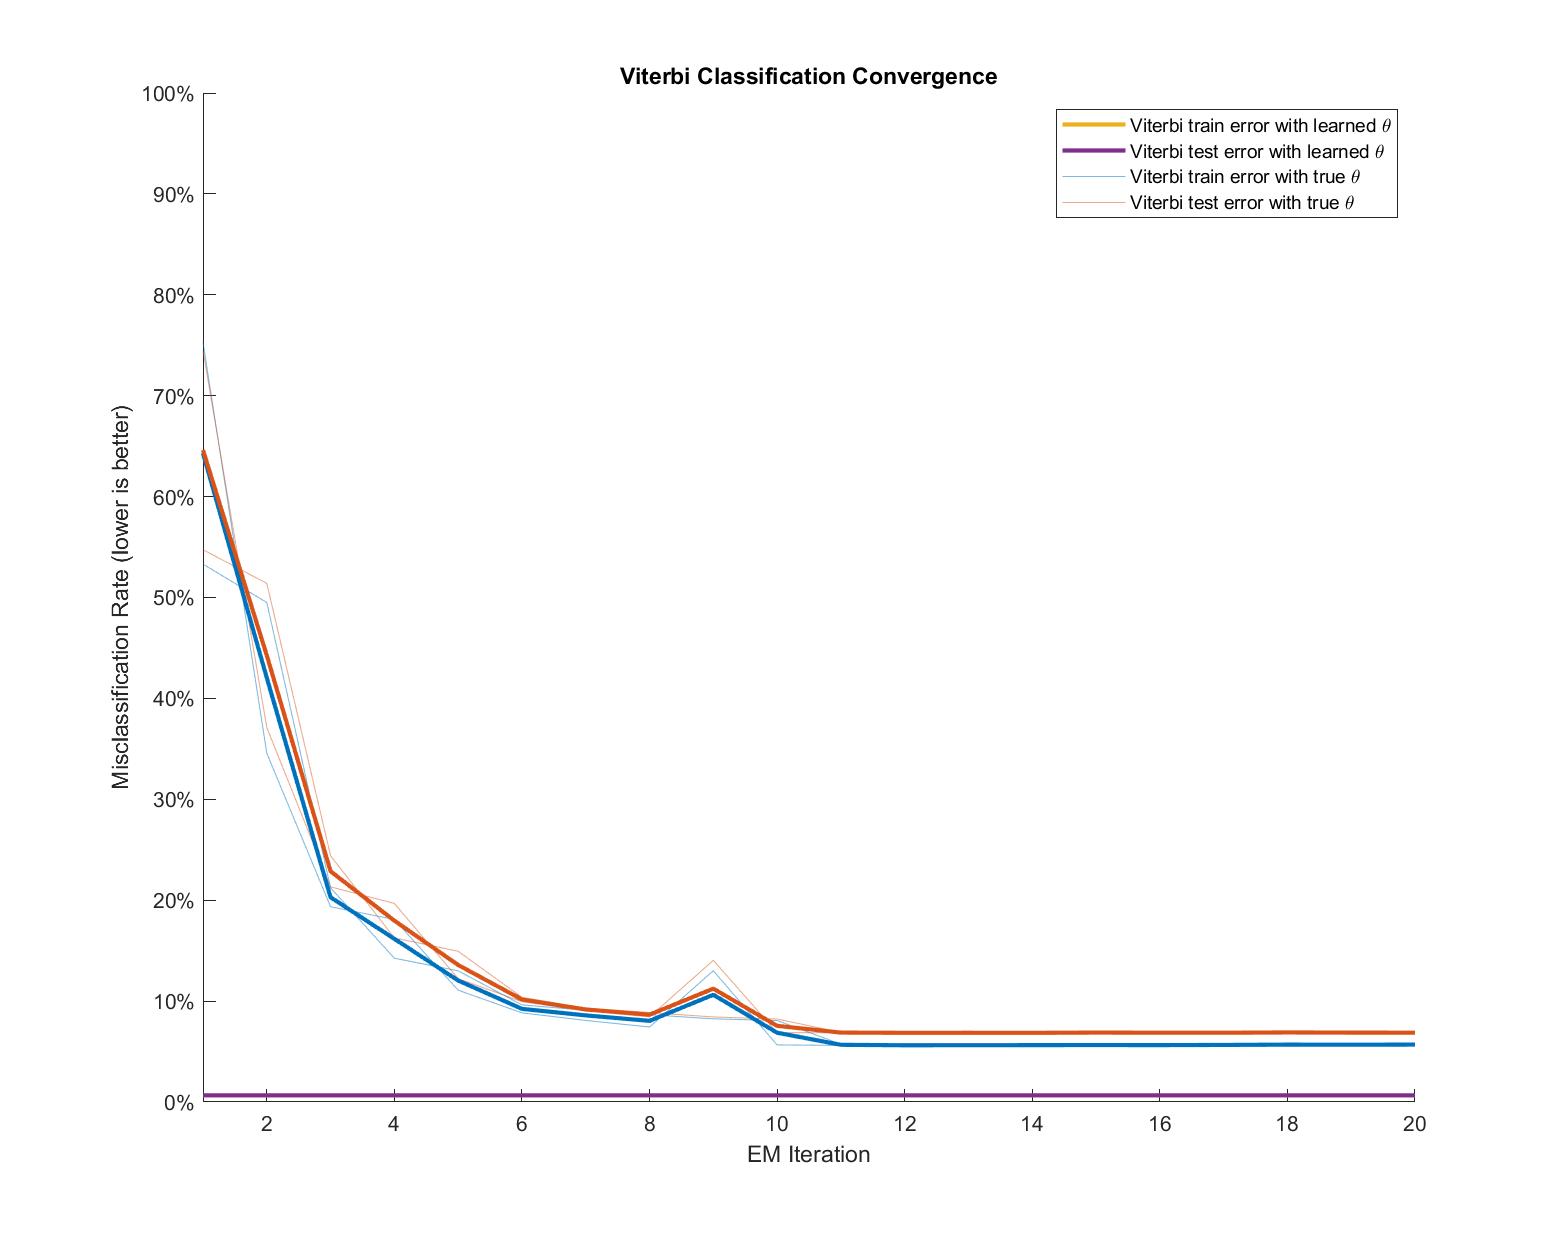 Viterbi Classification Convergence
100%
90%
80%
70%
60%
50%
40%
30%
20%
10%
0%
Misclassification Rate (lower is better)
Viterbi train error with learned θ
Viterbi test error with learned θ
Viterbi train error with true θ
Viterbi test error with true θ
2 4 6 8 10 12 14 16 18 20
EM Iteration